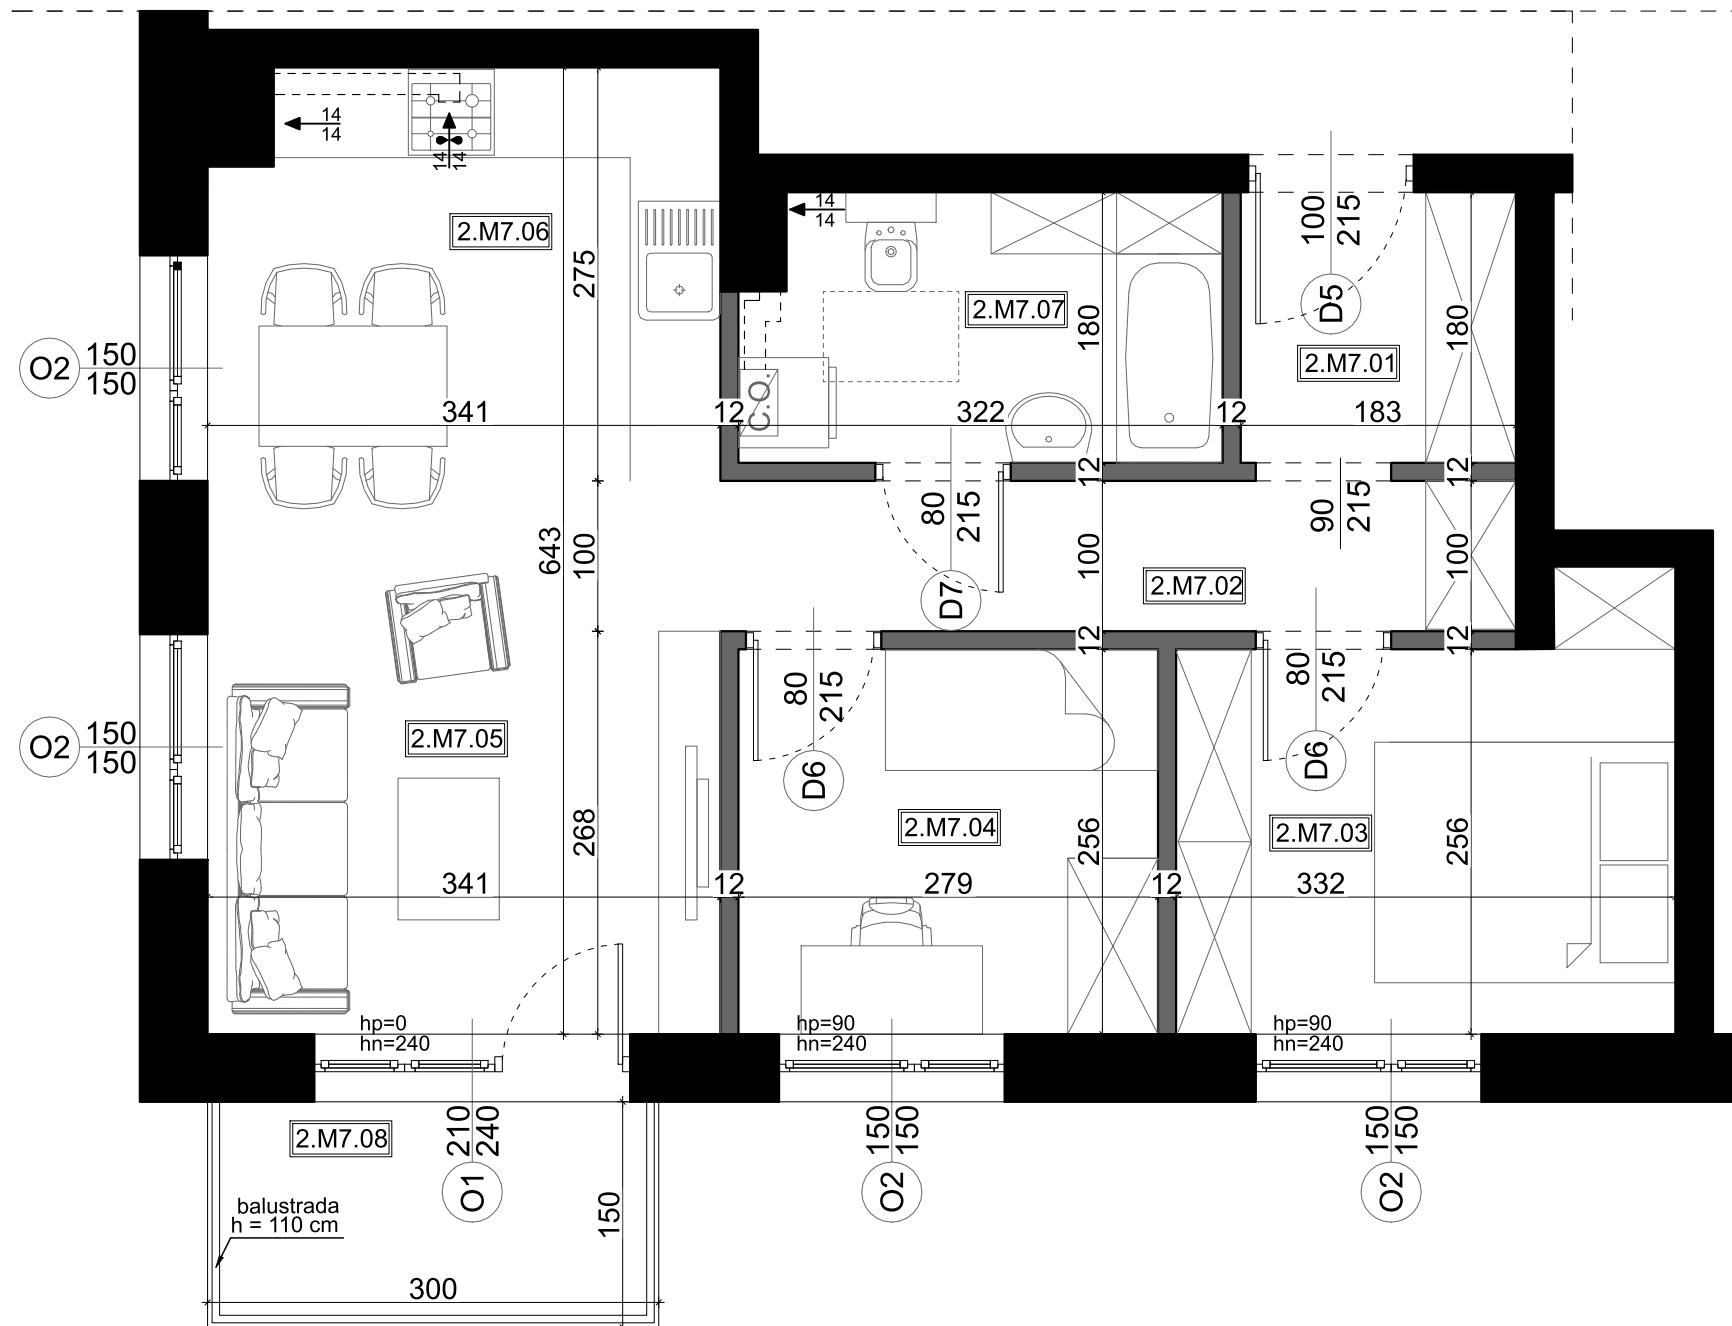 14
14
14
14
2.M7.06
275
14
14
2.M7.07
180
100
215
D5
180
2.M7.01
O2
150
150
C.O.
341
12
322
12
183
12
12
80
215
90
215
643
100
100
100
D7
2.M7.02
12
12
80
215
80
215
O2
150
150
2.M7.05
D6
D6
268
2.M7.04
256
2.M7.03
256
341
12
279
12
332
hp=0
hn=240
hp=90
hn=240
hp=90
hn=240
2.M7.08
210
240
150
150
150
150
O1
O2
O2
balustrada
h = 110 cm
150
300